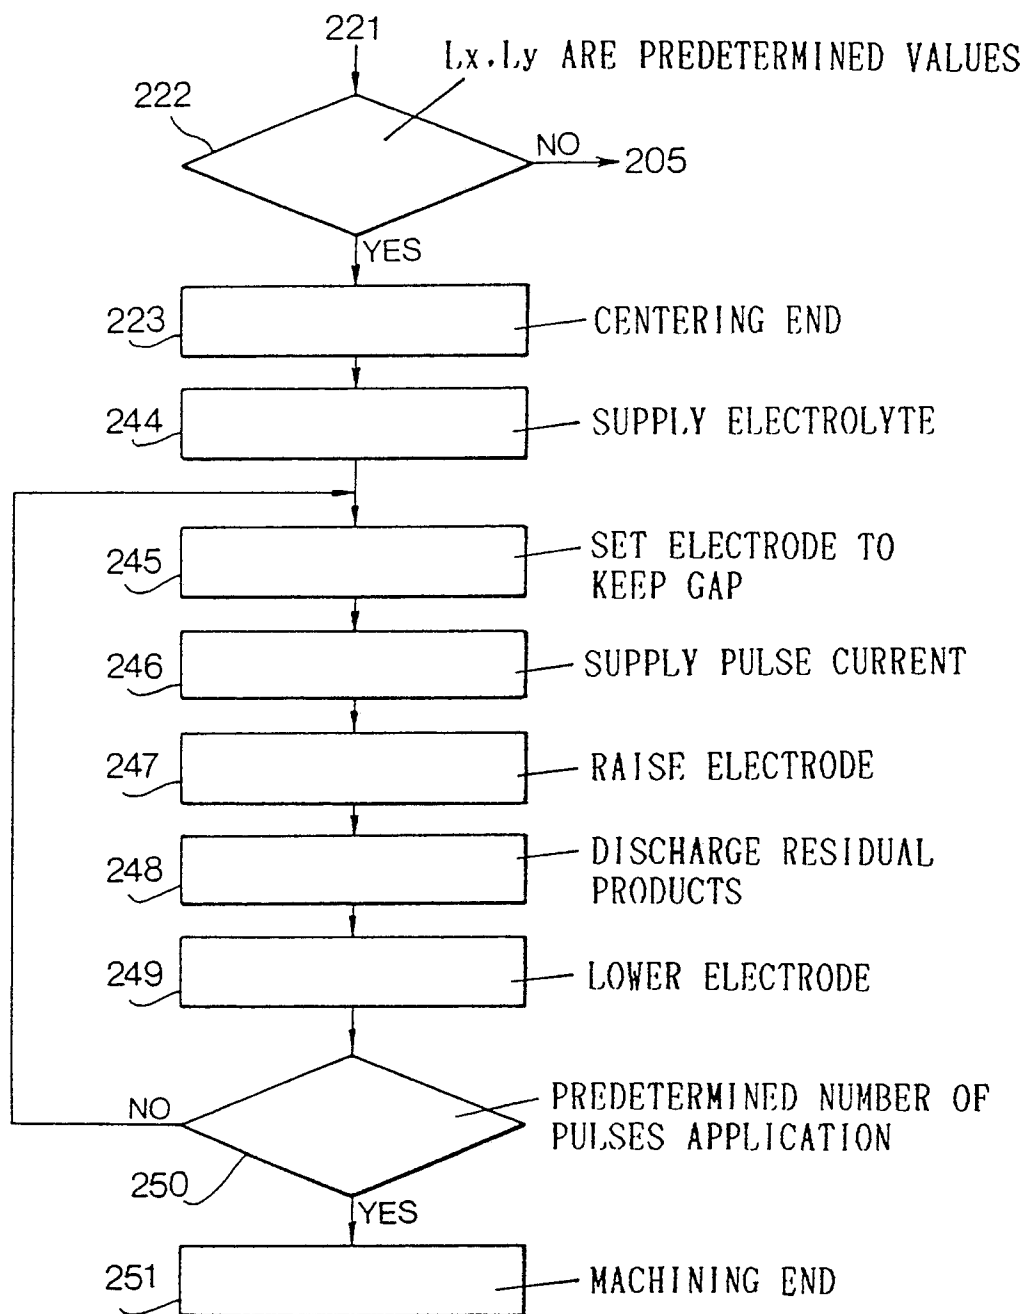 221
Lx.Ly ARE PREDETERMINED VALUES
222
NO
205
YES
223
CENTERING END
244
SUPPLY ELECTROLYTE
245
SET ELECTRODE TO
KEEP GAP
246
SUPPLY PULSE CURRENT
247
RAISE ELECTRODE
248
DISCHARGE RESIDUAL
PRODUCTS
249
LOWER ELECTRODE
NO
PREDETERMINED NUMBER OF
PULSES APPLICATION
250
YES
251
MACHINING END